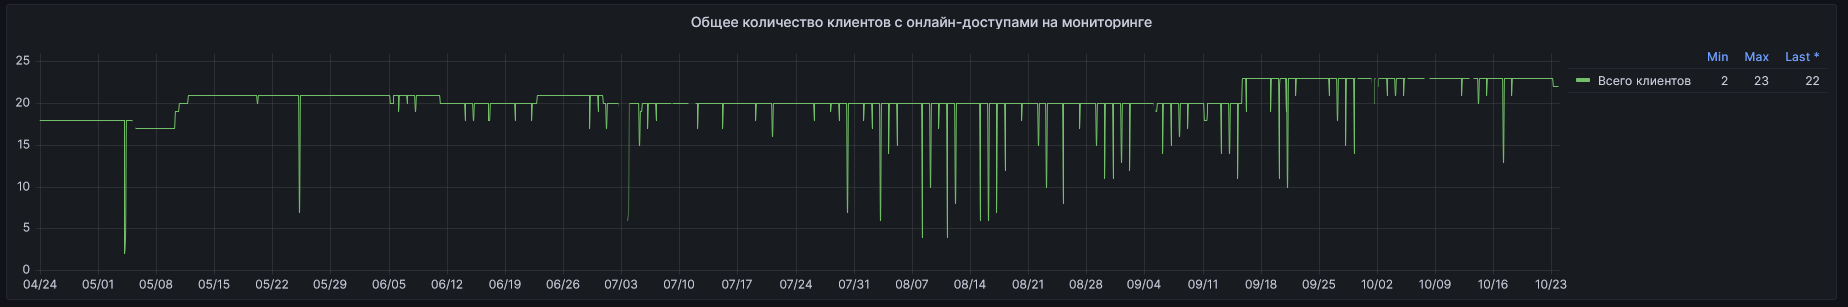 Общее количество клиентов с онлайн-доступами на мониторинге
25
20
15
10
5
0
04/24 05/01 05/08 05/15 05/22 05/29 06/05 06/12 06/19 06/26 07/03 07/10 07/17 07/24 07/31 08/07 08/14 08/21 08/28 09/04 09/11 09/18 09/25 10/02 10/09 10/16 10/23
Min Max Last *
Всего клиентов 2 23 22